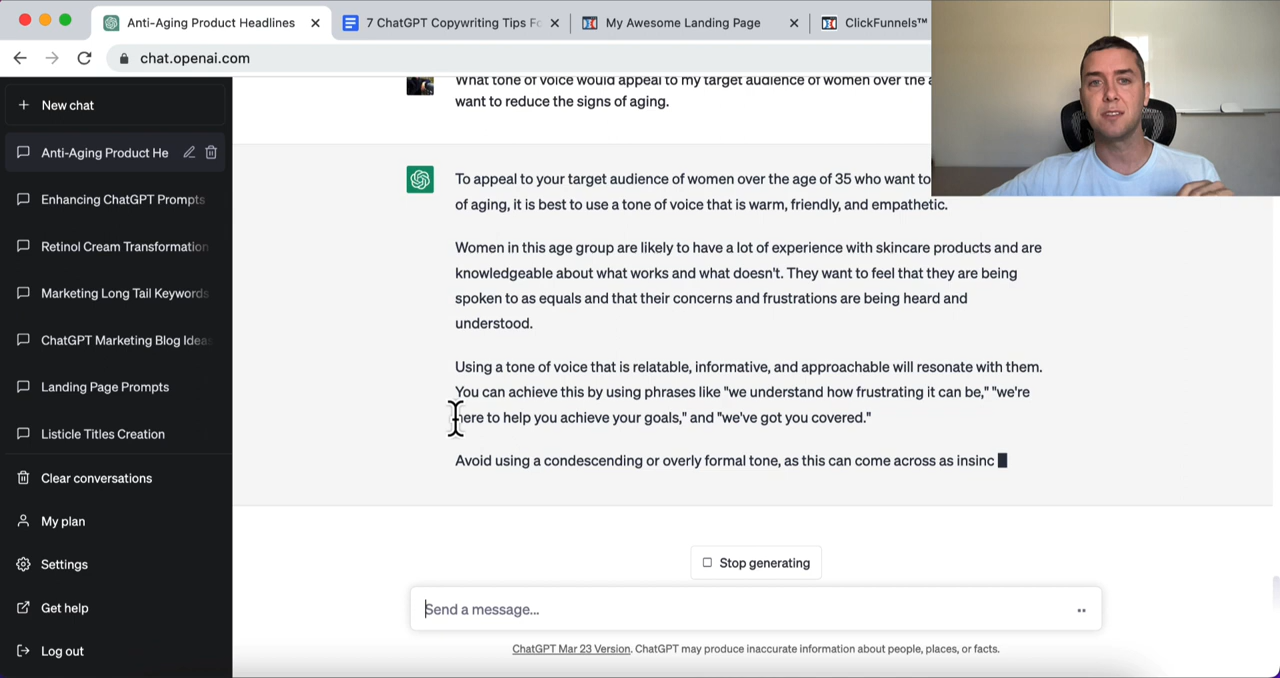 Anti-Aging Product Headlines
7 ChatGPT Copywriting Tips Fo
My Awesome Landing Page
ClickFunnels™
chat.openai.com
New chat
Anti-Aging Product He
Enhancing ChatGPT Prompts
Retinol Cream Transformation
Marketing Long Tail Keywords
ChatGPT Marketing Blog Ideas
Landing Page Prompts
Listicle Titles Creation
Clear conversations
My plan
Settings
Get help
Log out
What tone of voice would appeal to my target audience of women over the a
want to reduce the signs of aging.
To appeal to your target audience of women over the age of 35 who want to
of aging, it is best to use a tone of voice that is warm, friendly, and empathetic.
Women in this age group are likely to have a lot of experience with skincare products and are
knowledgeable about what works and what doesn't. They want to feel that they are being
spoken to as equals and that their concerns and frustrations are being heard and
understood.
Using a tone of voice that is relatable, informative, and approachable will resonate with them.
You can achieve this by using phrases like "we understand how frustrating it can be," "we're
here to help you achieve your goals," and "we've got you covered."
Avoid using a condescending or overly formal tone, as this can come across as insinc
Stop generating
Send a message...
ChatGPT Mar 23 Version. ChatGPT may produce inaccurate information about people, places, or facts.